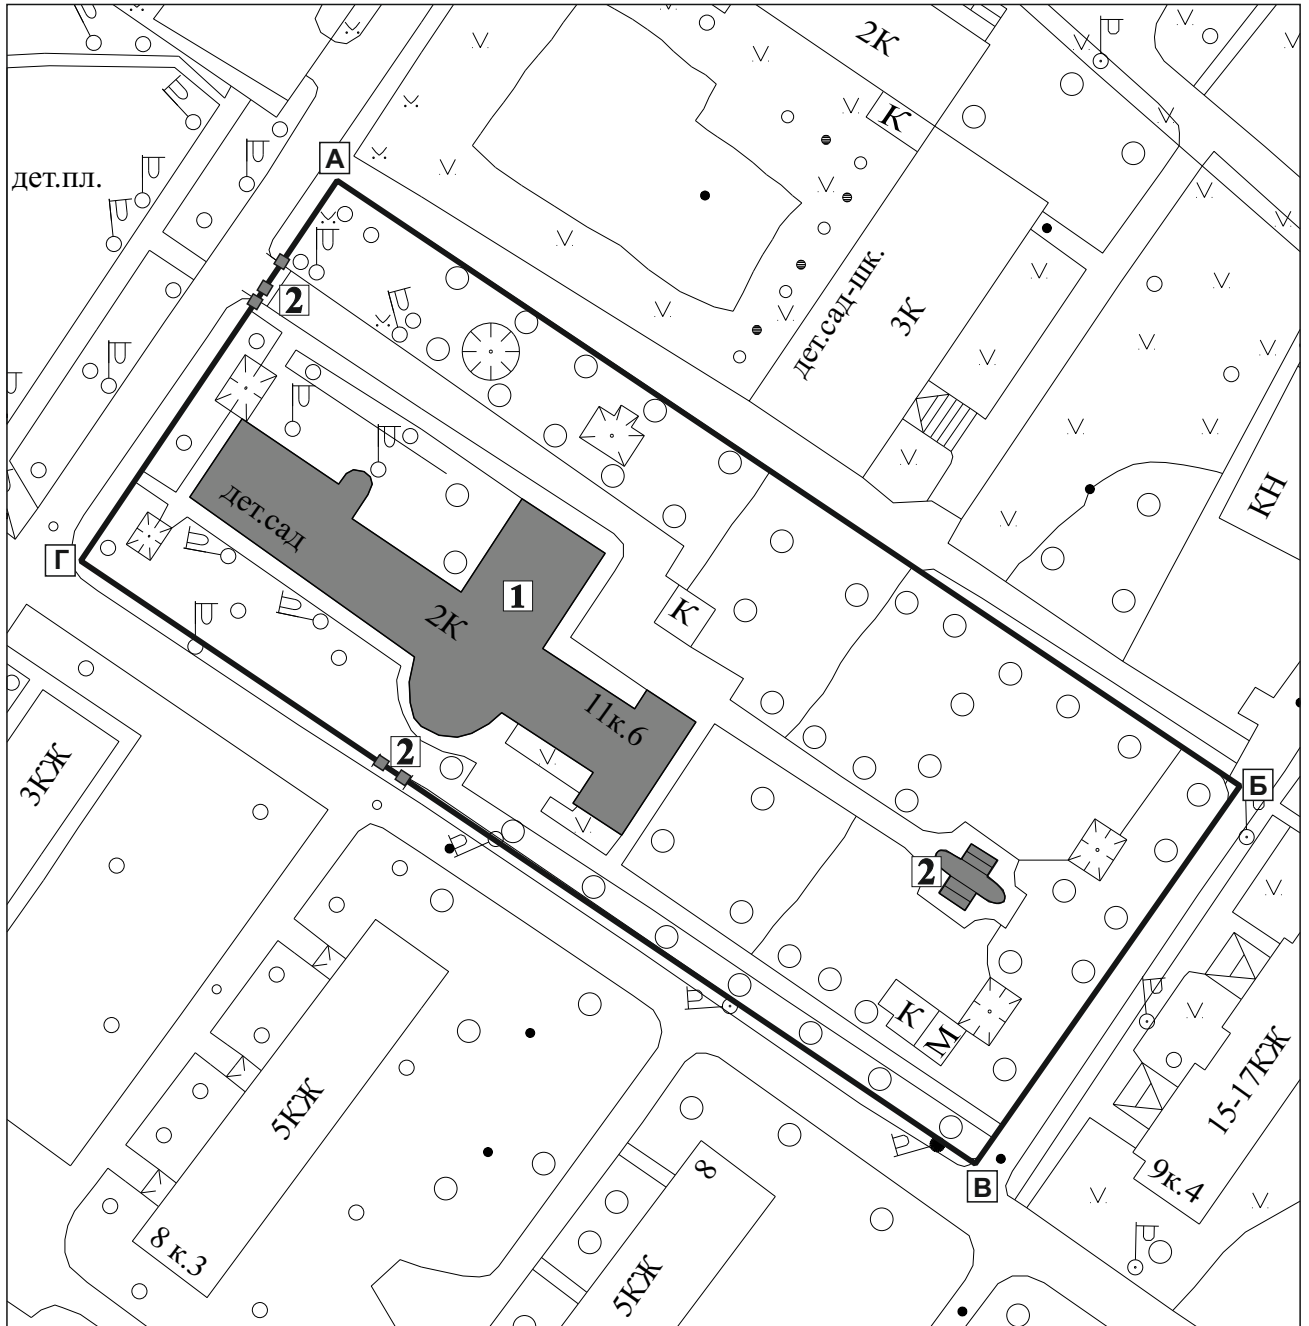 2К
К
А
дет.пл.
2
дет.сад-шк.
3К
КН
дет.сад
1
2К
К
Г
11к.6
2
3КЖ
Б
2
К
М
15-17КЖ
5КЖ
8
В
9к.4
8 к.3
5КЖ